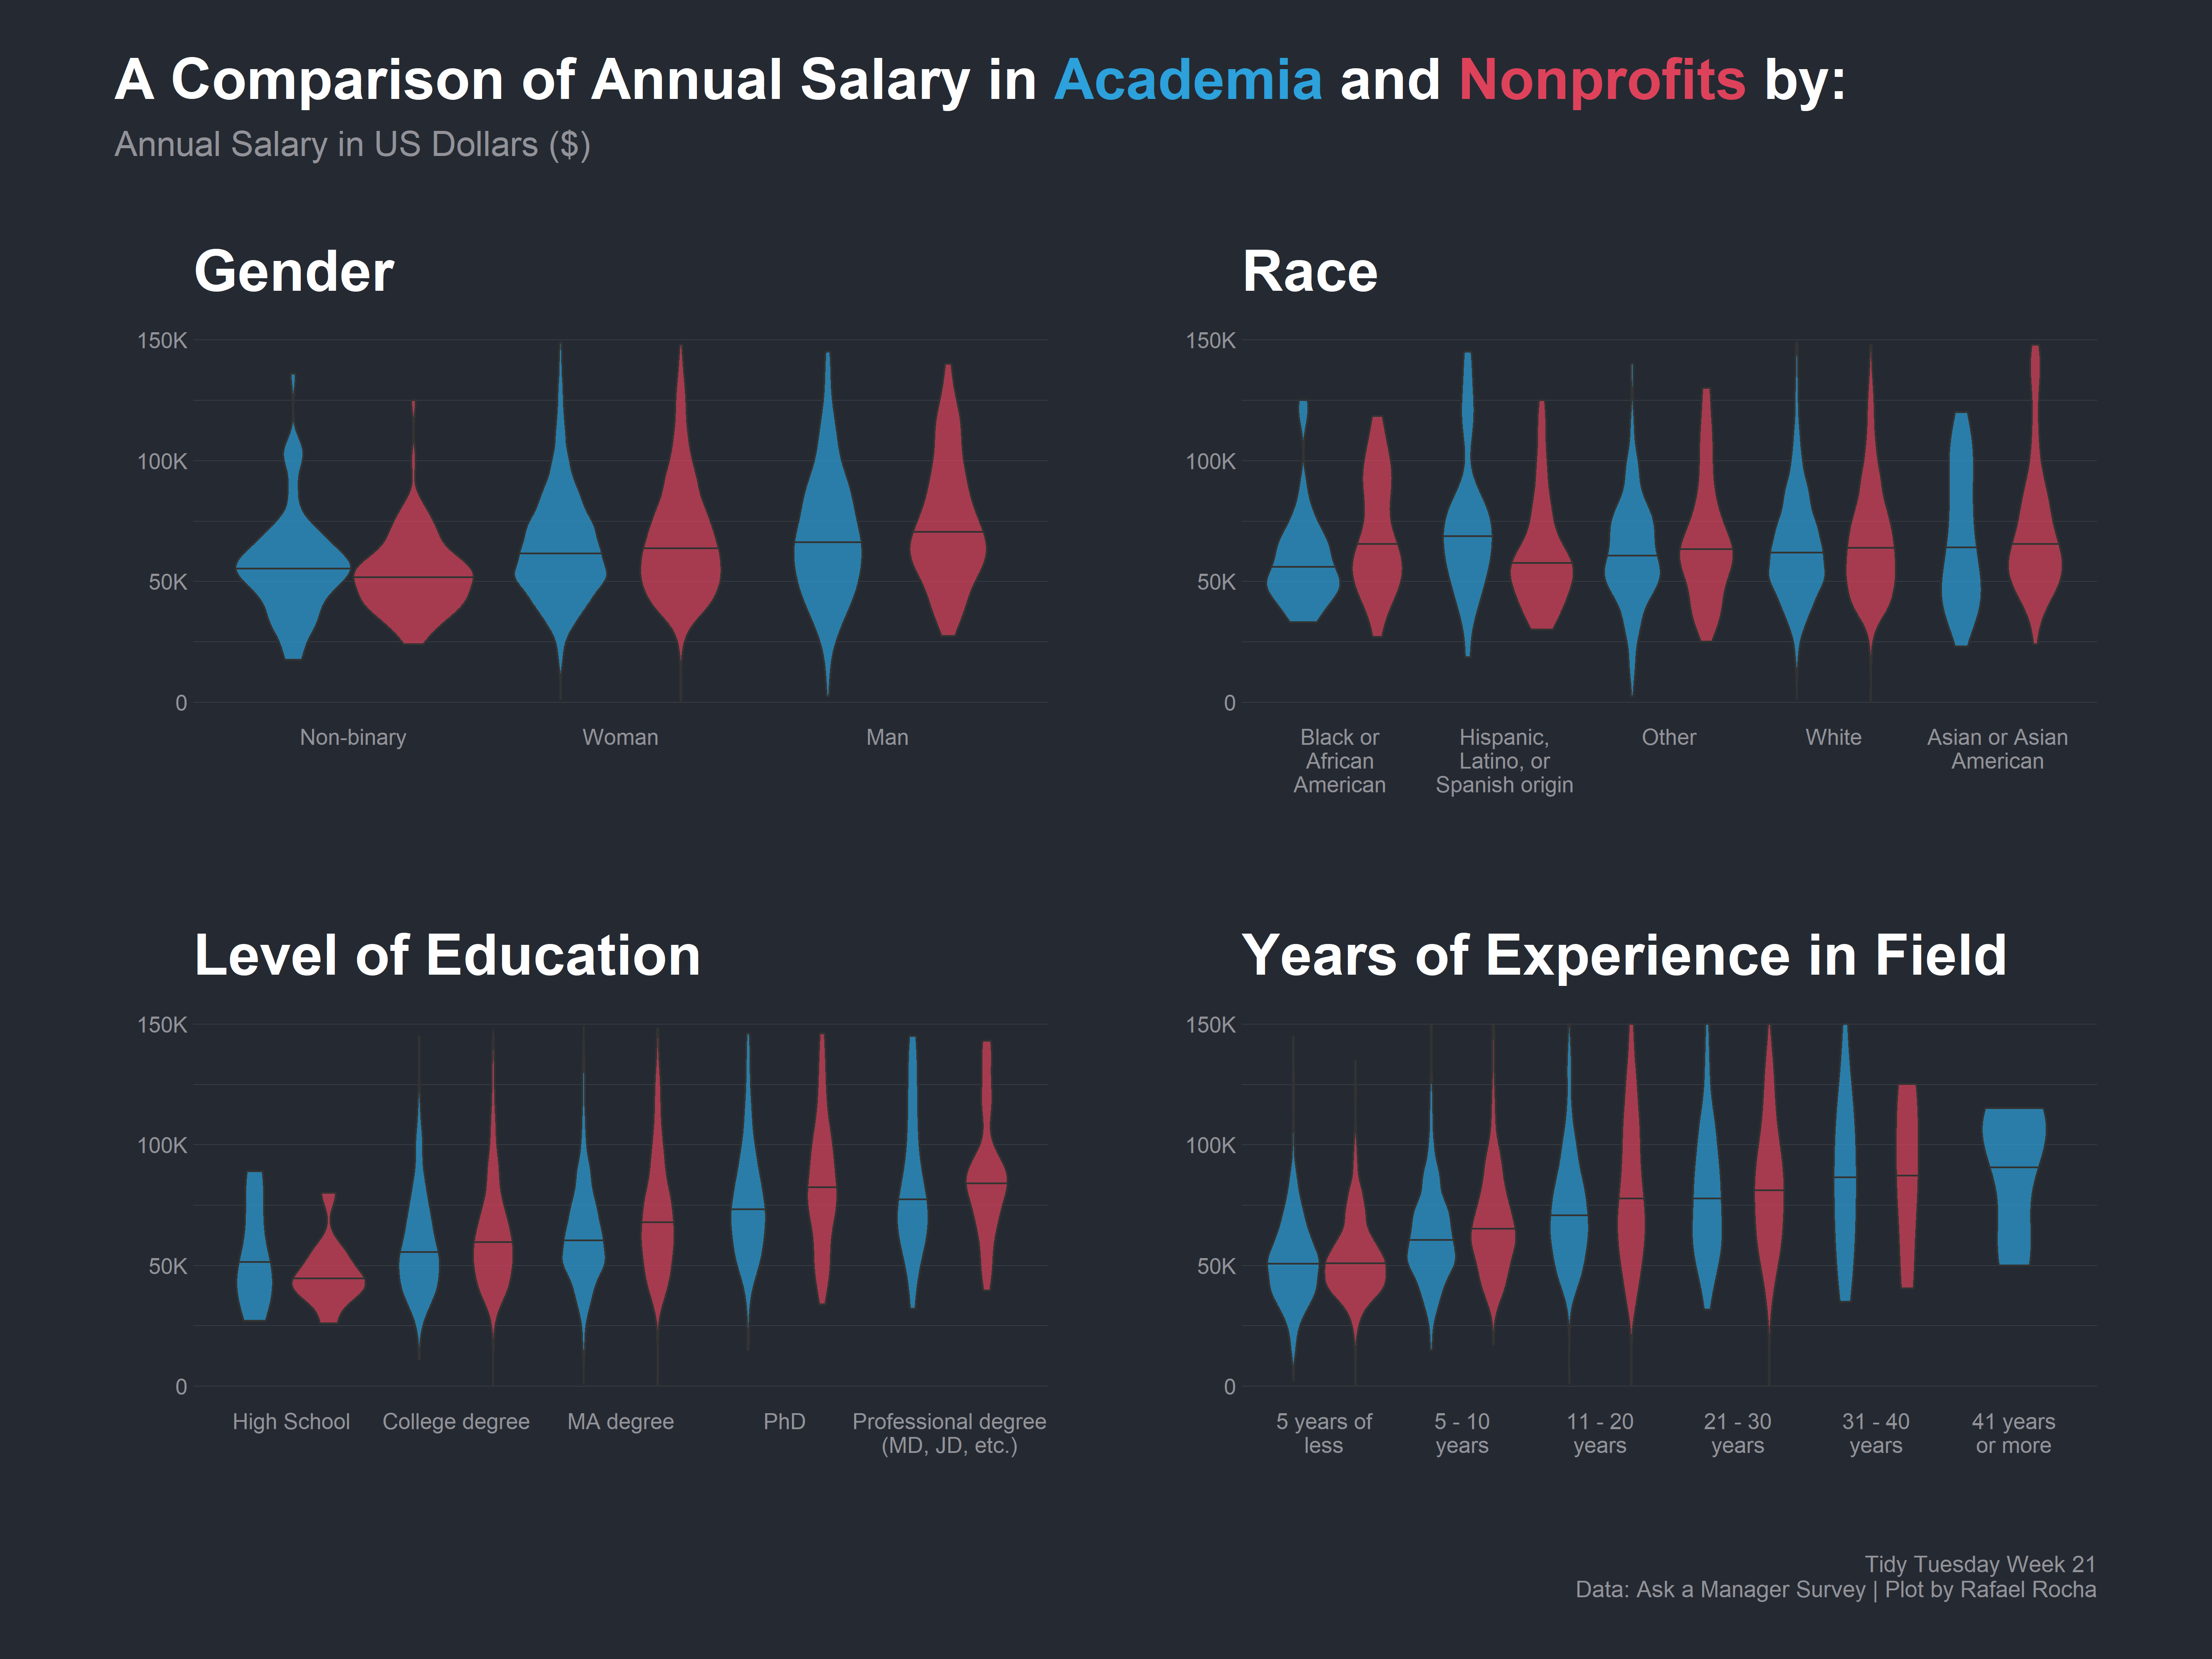 A Comparison of Annual Salary in Academia and Nonprofits by:
Annual Salary in US Dollars ($)
Gender
150K
100K
50K
0
Non-binary
Woman
Man
Race
150K
100K
50K
0
Black or
African
American
Hispanic,
Latino, or
Spanish origin
Other
White
Asian or Asian
American
Level of Education
150K
100K
50K
0
High School
College degree
MA degree
PhD
Professional degree
(MD, JD, etc.)
Years of Experience in Field
150K
100K
50K
0
5 years of
less
5 - 10
years
11 - 20
years
21 - 30
years
31 - 40
years
41 years
or more
Tidy Tuesday Week 21
Data: Ask a Manager Survey | Plot by Rafael Rocha